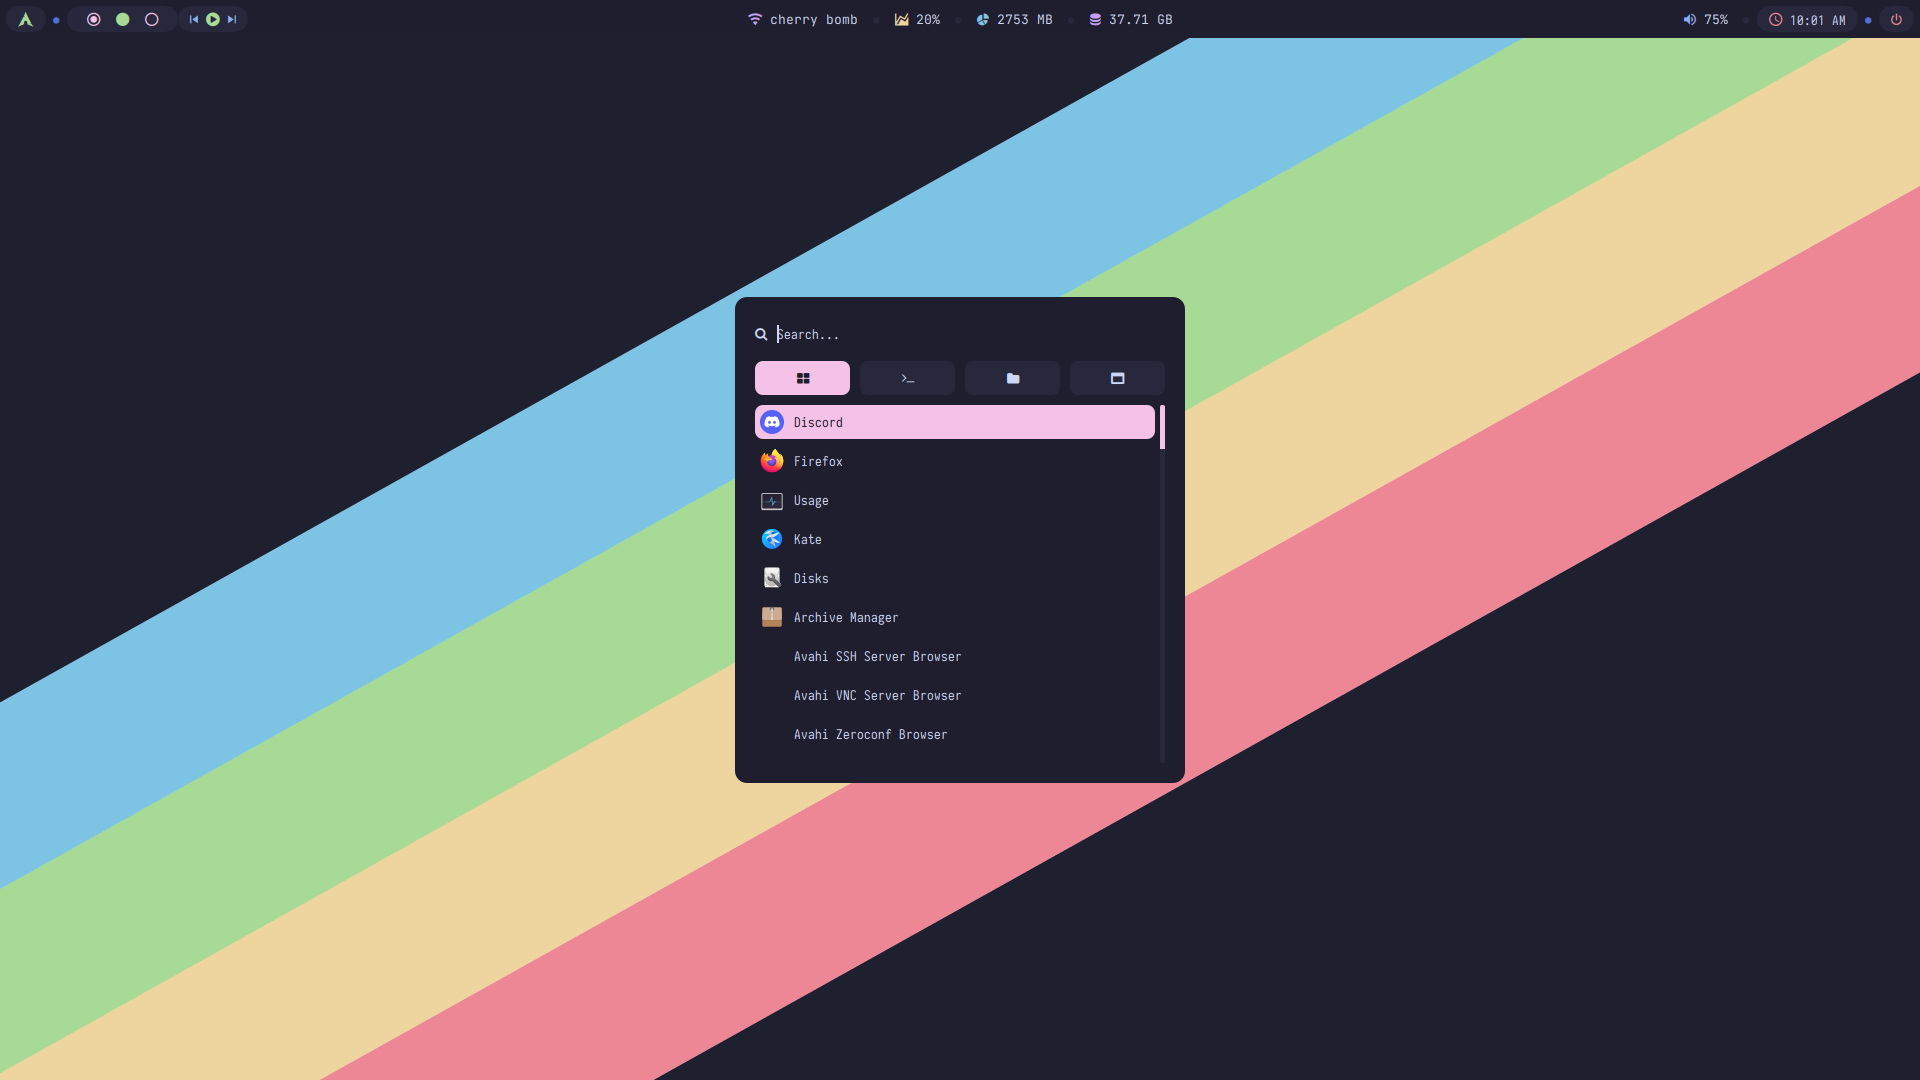 cherry bomb 20% 2753 MB 37.71 GB 75% 10:01 AM
Search...
Discord
Firefox
Usage
Kate
Disks
Archive Manager
Avahi SSH Server Browser
Avahi VNC Server Browser
Avahi Zeroconf Browser